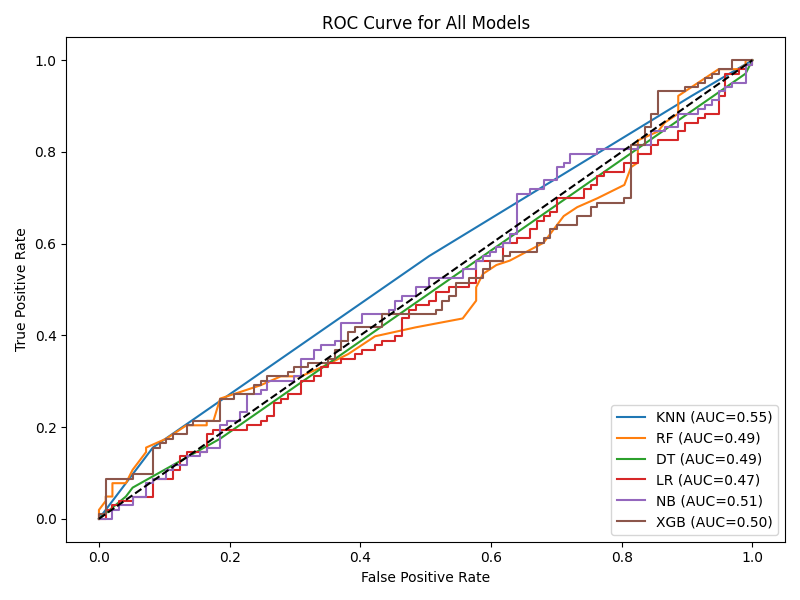 ROC Curve for All Models
True Positive Rate
1.0
0.8
0.6
0.4
0.2
0.0
0.0 0.2 0.4 0.6 0.8 1.0
False Positive Rate
KNN (AUC=0.55)
RF (AUC=0.49)
DT (AUC=0.49)
LR (AUC=0.47)
NB (AUC=0.51)
XGB (AUC=0.50)